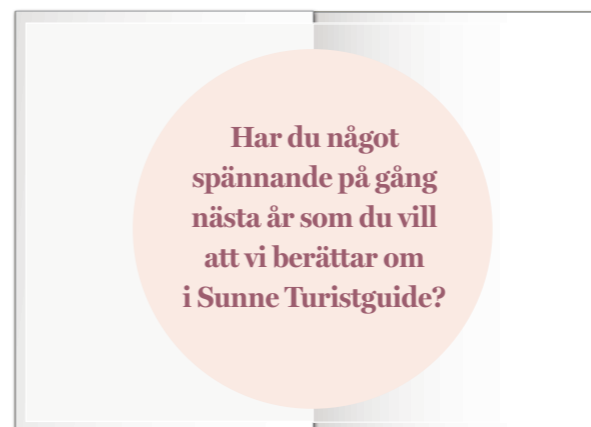 Har du något
spännande på gång
nästa år som du vill
att vi berättar om
i Sunne Turistguide?